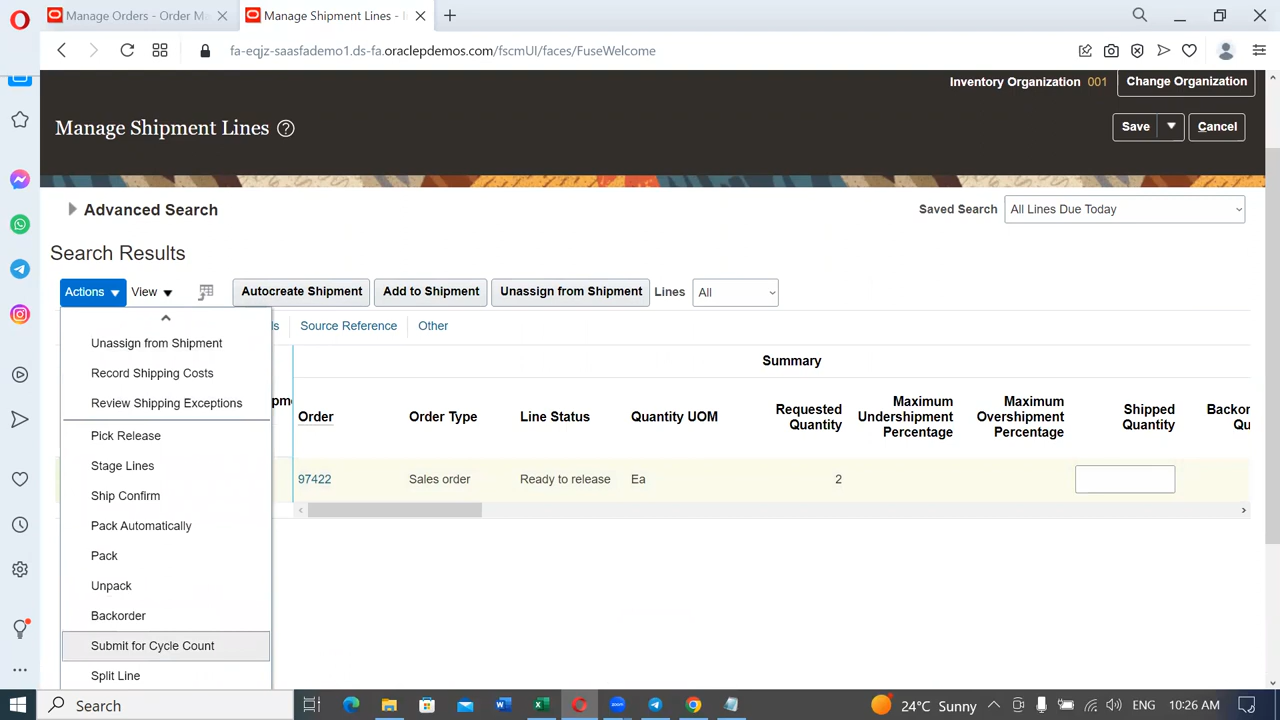 Manage Orders - Order M
Manage Shipment Lines - I
fa-eqjz-saasfademo1.ds-fa.oraclepdemos.com/fscmUI/faces/FuseWelcome
Inventory Organization 001 Change Organization
Manage Shipment Lines ?
Save Cancel
Advanced Search
Saved Search All Lines Due Today
Search Results
Actions View Autocreate Shipment Add to Shipment Unassign from Shipment Lines All
ls Source Reference Other
Summary
pm Order Order Type Line Status Quantity UOM Requested Quantity Maximum Undershipment Percentage Maximum Overshipment Percentage Shipped Quantity Backor Qu
97422 Sales order Ready to release Ea 2
Unassign from Shipment
Record Shipping Costs
Review Shipping Exceptions
Pick Release
Stage Lines
Ship Confirm
Pack Automatically
Pack
Unpack
Backorder
Submit for Cycle Count
Split Line
Search
24°C Sunny ENG 10:26 AM